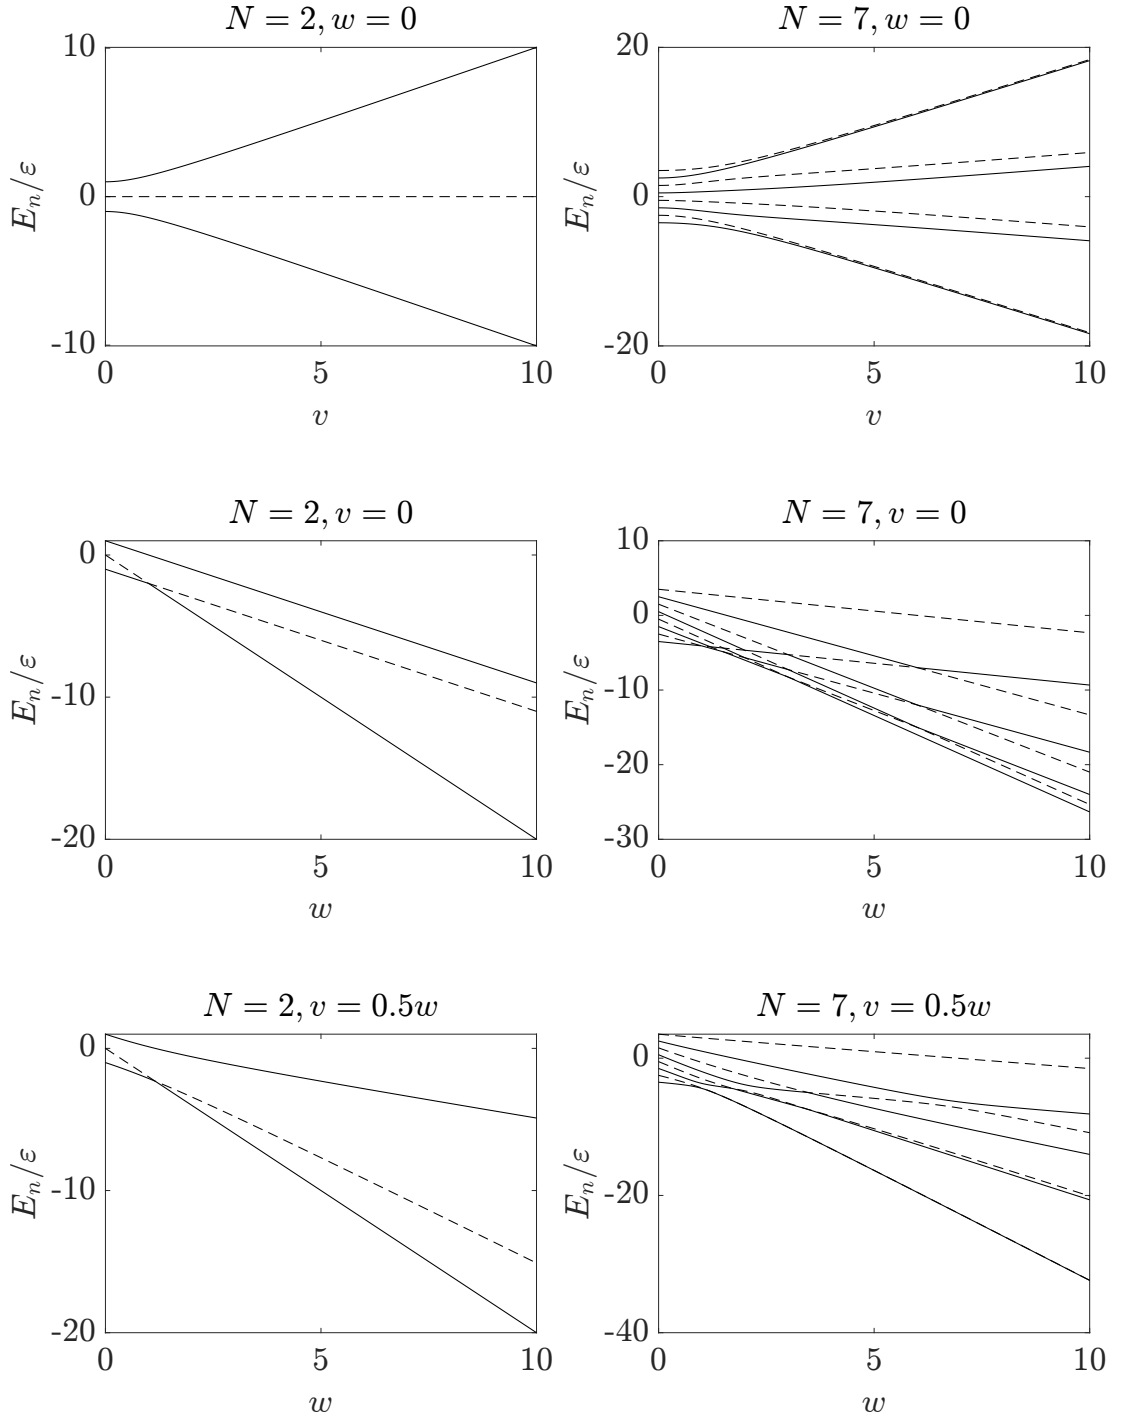 N = 2, w = 0
10
0
-10
E_n/ε
0 5 10
v
N = 7, w = 0
20
0
-20
E_n/ε
0 5 10
v
N = 2, v = 0
0
-10
-20
E_n/ε
0 5 10
w
N = 7, v = 0
10
0
-10
-20
-30
E_n/ε
0 5 10
w
N = 2, v = 0.5w
0
-10
-20
E_n/ε
0 5 10
w
N = 7, v = 0.5w
0
-20
-40
E_n/ε
0 5 10
w